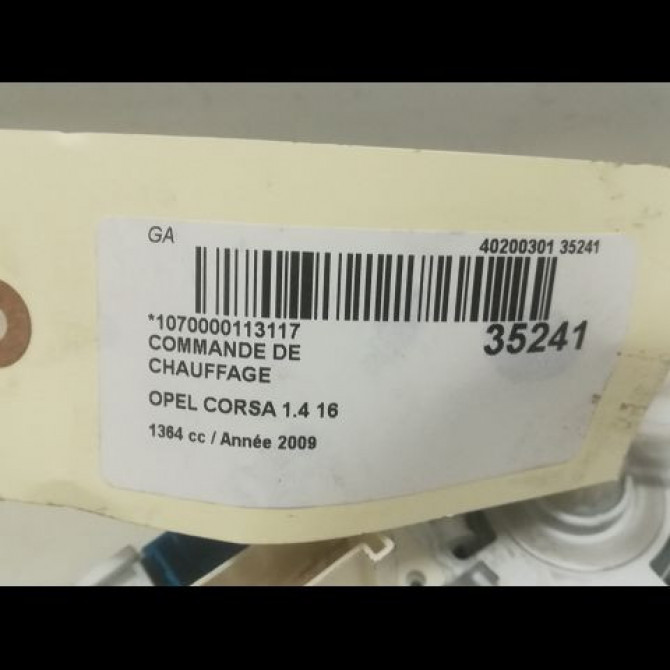 GA
40200301 35241
*1070000113117
35241
COMMANDE DE
CHAUFFAGE
OPEL CORSA 1.4 16
1364 cc / Année 2009